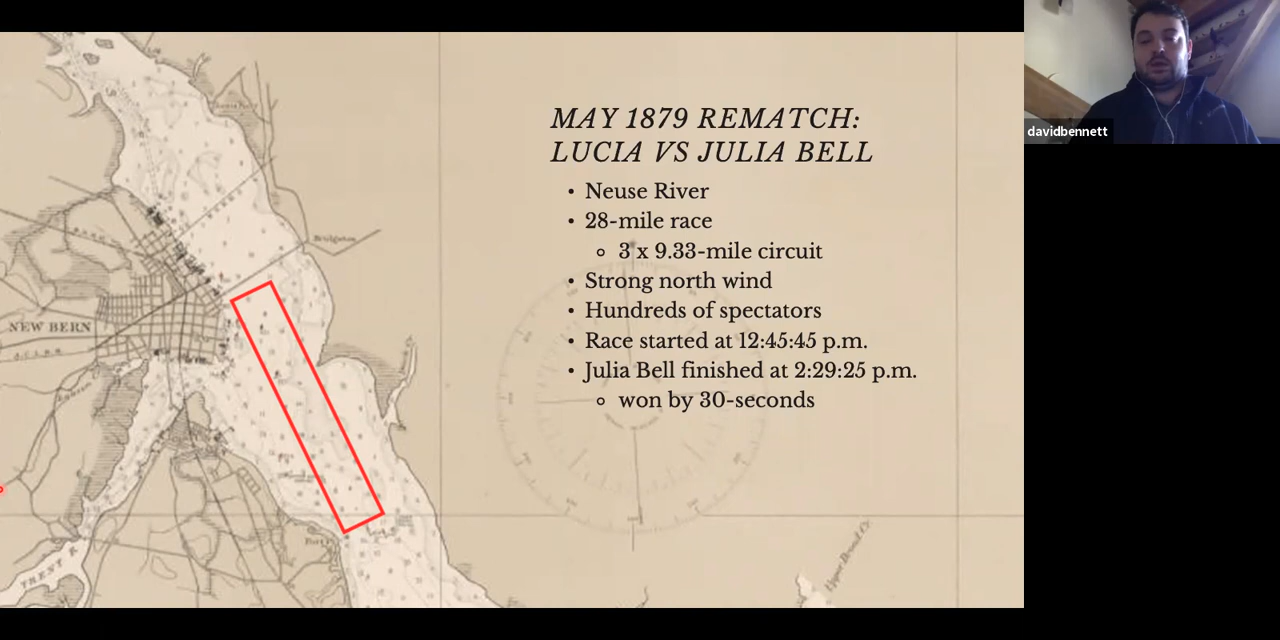 MAY 1879 REMATCH:
LUCIA VS JULIA BELL
• Neuse River
• 28-mile race
◦ 3 x 9.33-mile circuit
• Strong north wind
• Hundreds of spectators
• Race started at 12:45:45 p.m.
• Julia Bell finished at 2:29:25 p.m.
◦ won by 30-seconds
davidbennett
Bridgeton
NEW BERN
TRENT R.